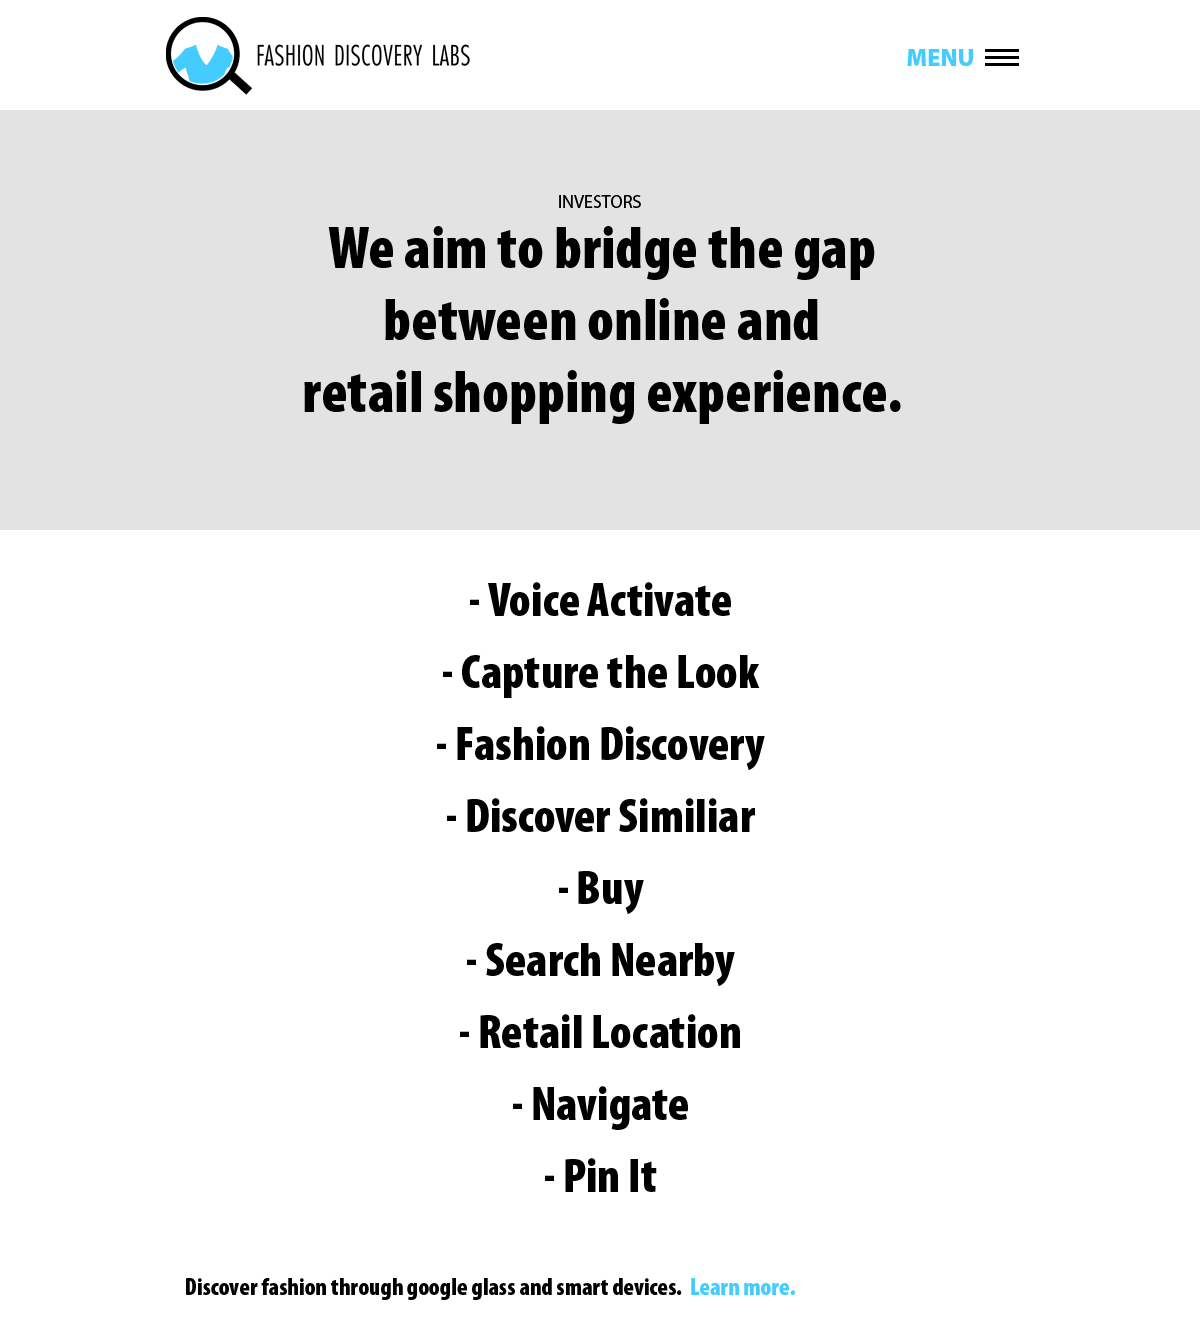 FASHION DISCOVERY LABS
MENU
INVESTORS
We aim to bridge the gap
between online and
retail shopping experience.
- Voice Activate
- Capture the Look
- Fashion Discovery
- Discover Similiar
- Buy
- Search Nearby
- Retail Location
- Navigate
- Pin It
Discover fashion through google glass and smart devices. Learn more.